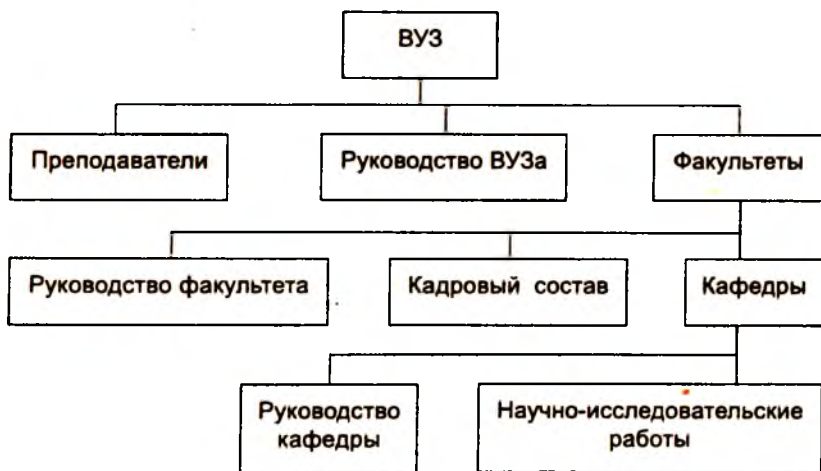 ВУЗ
Преподаватели
Руководство ВУЗа
Факультеты
Руководство факультета
Кадровый состав
Кафедры
Руководство
кафедры
Научно-исследовательские
работы